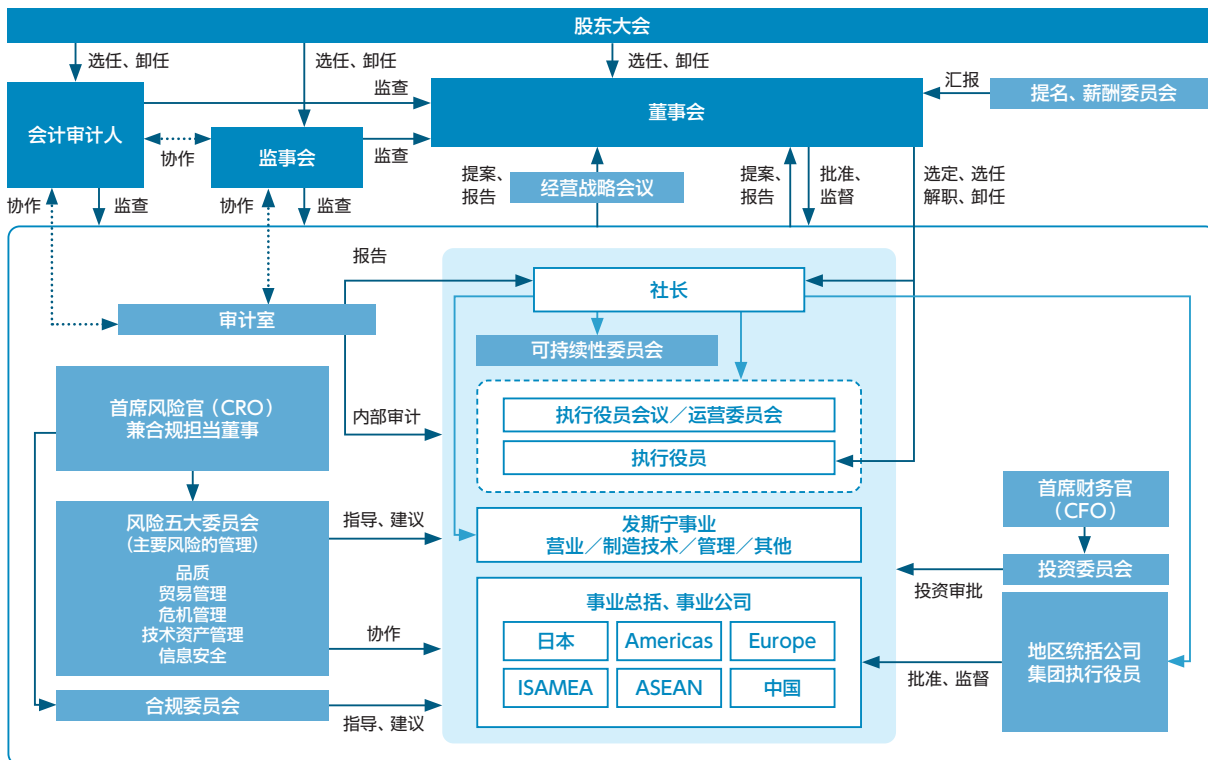 股东大会
选任、卸任
选任、卸任
选任、卸任
会计审计人
监查
董事会
汇报
提名、薪酬委员会
协作
监事会
监查
提案、
报告
经营战略会议
提案、
报告
批准、
监督
选定、选任
解职、卸任
协作
监查
协作
监查
报告
社长
审计室
可持续性委员会
首席风险官（CRO）
兼合规担当董事
内部审计
执行役员会议／运营委员会
执行役员
首席财务官
（CFO）
风险五大委员会
（主要风险的管理）
品质
贸易管理
危机管理
技术资产管理
信息安全
指导、建议
发斯宁事业
营业／制造技术／管理／其他
投资委员会
投资审批
协作
事业总括、事业公司
日本
Americas
Europe
ISAMEA
ASEAN
中国
地区统括公司
集团执行役员
批准、监督
合规委员会
指导、建议